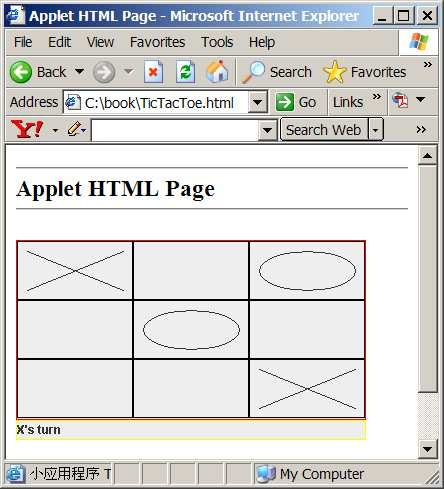 Applet HTML Page - Microsoft Internet Explorer
File Edit View Favorites Tools Help
Back Search Favorites »
Address C:\book\TicTacToe.html Go Links »
Y! Search Web »
Applet HTML Page
X's turn
小应用程序 T My Computer